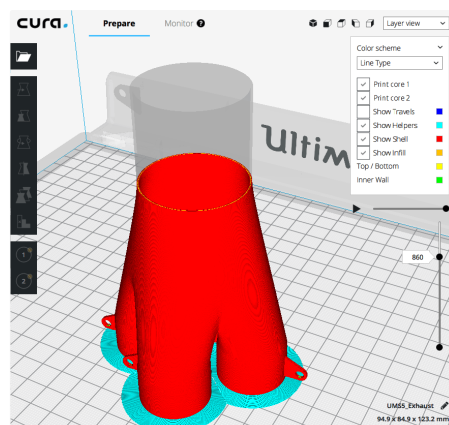 cura.
Prepare
Monitor ?
Layer view
Color scheme
Line Type
Print core 1
Print core 2
Show Travels
Show Helpers
Show Shell
Show Infill
Top / Bottom
Inner Wall
Ultim
860
1
2
UMS5_Exhaust
94.9 x 84.9 x 123.2 mm